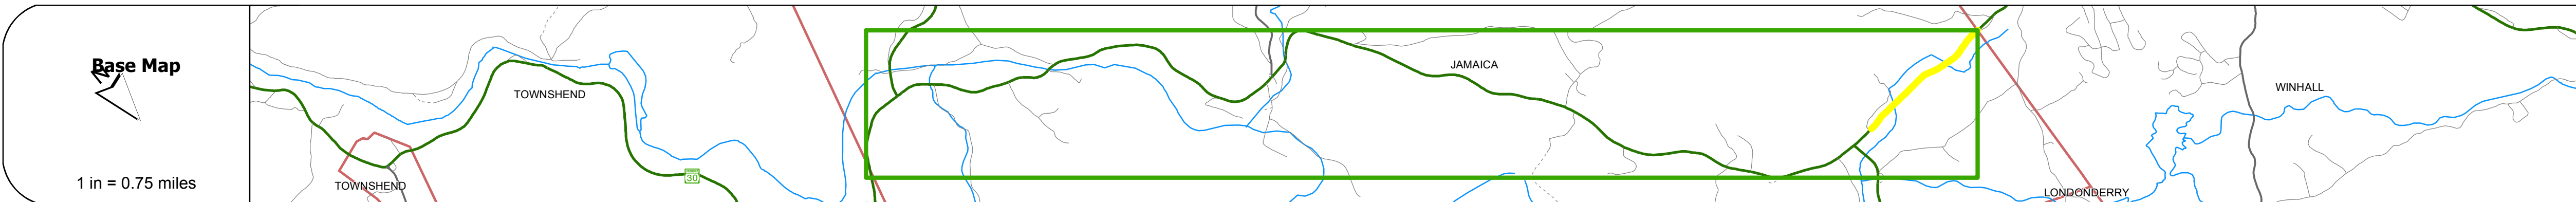 Base Map
1 in = 0.75 miles
TOWNSHEND
TOWNSHEND
30
JAMAICA
WINHALL
LONDONDERRY